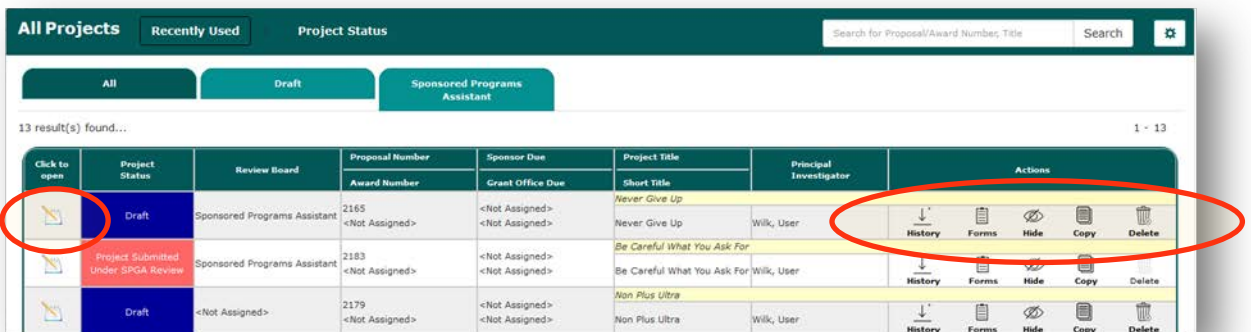 All Projects Recently Used Project Status Search for Proposal/Award Number, Title Search
All Draft Sponsored Programs
Assistant
13 result(s) found... 1 - 13
Click to
open
Project
Status
Review Board
Proposal Number
Award Number
Sponsor Due
Grant Office Due
Project Title
Short Title
Principal
Investigator
Actions
Never Give Up
Draft
Sponsored Programs Assistant
2165
<Not Assigned>
<Not Assigned>
<Not Assigned>
Never Give Up
Wilk, User
History Forms Hide Copy Delete
Be Careful What You Ask For
Project Submitted
Under SPGA Review
Sponsored Programs Assistant
2183
<Not Assigned>
<Not Assigned>
<Not Assigned>
Be Careful What You Ask For
Wilk, User
History Forms Hide Copy Delete
Non Plus Ultra
Draft
<Not Assigned>
2179
<Not Assigned>
<Not Assigned>
<Not Assigned>
Non Plus Ultra
Wilk, User
History Forms Hide Copy Delete